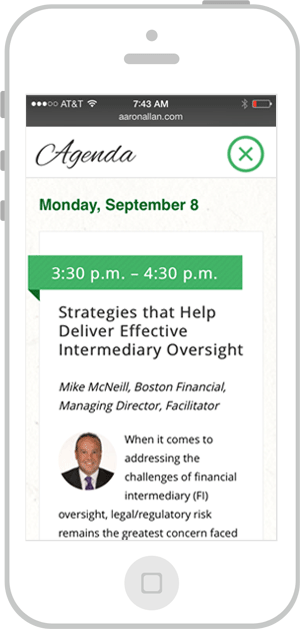 AT&T 7:43 AM
aaronallan.com
Agenda
Monday, September 8
3:30 p.m. – 4:30 p.m.
Strategies that Help
Deliver Effective
Intermediary Oversight
Mike McNeill, Boston Financial,
Managing Director, Facilitator
When it comes to
addressing the
challenges of financial
intermediary (FI)
oversight, legal/regulatory risk
remains the greatest concern faced